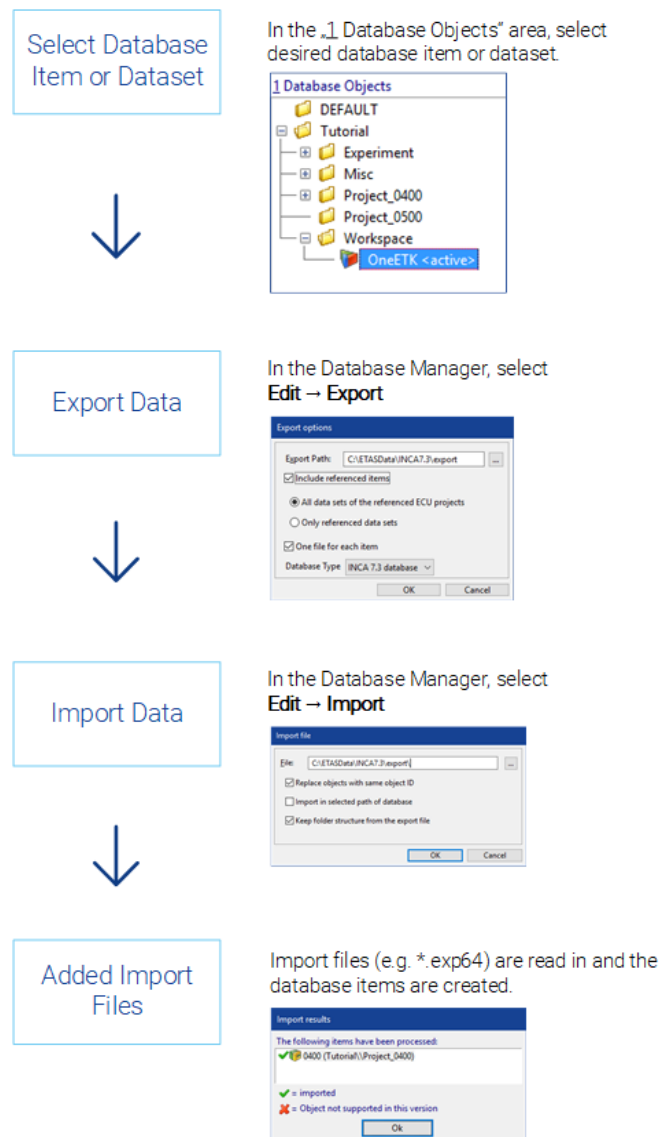 Select Database
Item or Dataset
In the „1 Database Objects” area, select
desired database item or dataset.
1 Database Objects
DEFAULT
Tutorial
Experiment
Misc
Project_0400
Project_0500
Workspace
OneETK <active>
Export Data
In the Database Manager, select
Edit → Export
Export options
Export Path:
C:\ETASData\INCA7.3\export
...
Include referenced items
All data sets of the referenced ECU projects
Only referenced data sets
One file for each item
Database Type
INCA 7.3 database
OK
Cancel
Import Data
In the Database Manager, select
Edit → Import
Import file
File:
C:\ETASData\INCA7.3\export\
...
Replace objects with same object ID
Import in selected path of database
Keep folder structure from the export file
OK
Cancel
Added Import
Files
Import files (e.g. *.exp64) are read in and the
database items are created.
Import results
The following items have been processed:
0400 (Tutorial\\Project_0400)
= imported
= Object not supported in this version
Ok